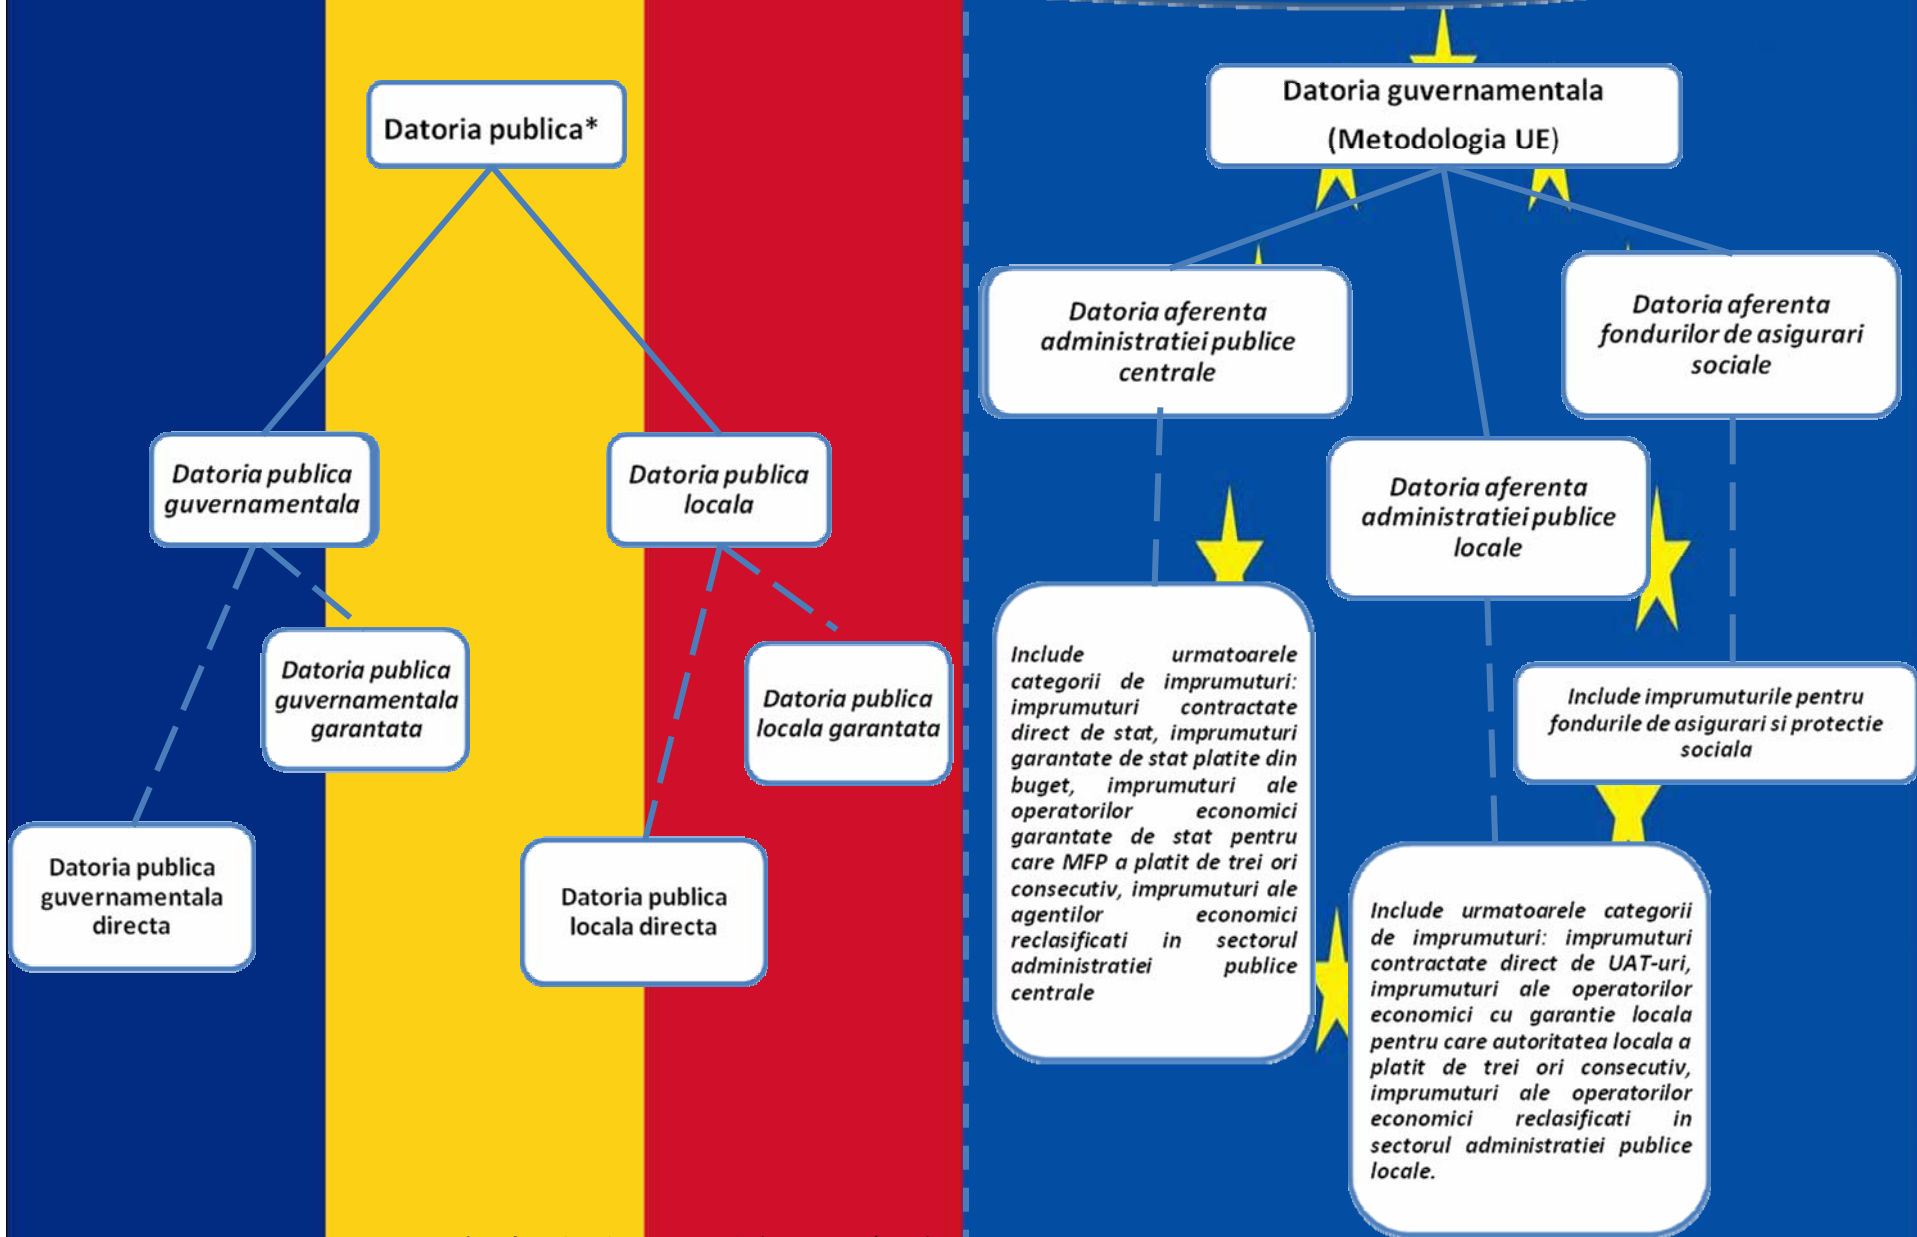 Datoria publica*
Datoria publica
guvernamentala
Datoria publica
locala
Datoria publica
guvernamentala
garantata
Datoria publica
locala garantata
Datoria publica
guvernamentala
directa
Datoria publica
locala directa
Datoria guvernamentala
(Metodologia UE)
Datoria aferenta
administratiei publice
centrale
Datoria aferenta
fondurilor de asigurari
sociale
Datoria aferenta
administratiei publice
locale
Include urmatoarele
categorii de imprumuturi:
imprumuturi contractate
direct de stat, imprumuturi
garantate de stat platite din
buget, imprumuturi ale
operatorilor economici
garantate de stat pentru
care MFP a platit de trei ori
consecutiv, imprumuturi ale
agentilor economici
reclasificati in sectorul
administratiei publice
centrale
Include imprumuturile pentru
fondurile de asigurari si protectie
sociala
Include urmatoarele categorii
de imprumuturi: imprumuturi
contractate direct de UAT-uri,
imprumuturi ale operatorilor
economici cu garantie locala
pentru care autoritatea locala a
platit de trei ori consecutiv,
imprumuturi ale operatorilor
economici reclasificati in
sectorul administratiei publice
locale.